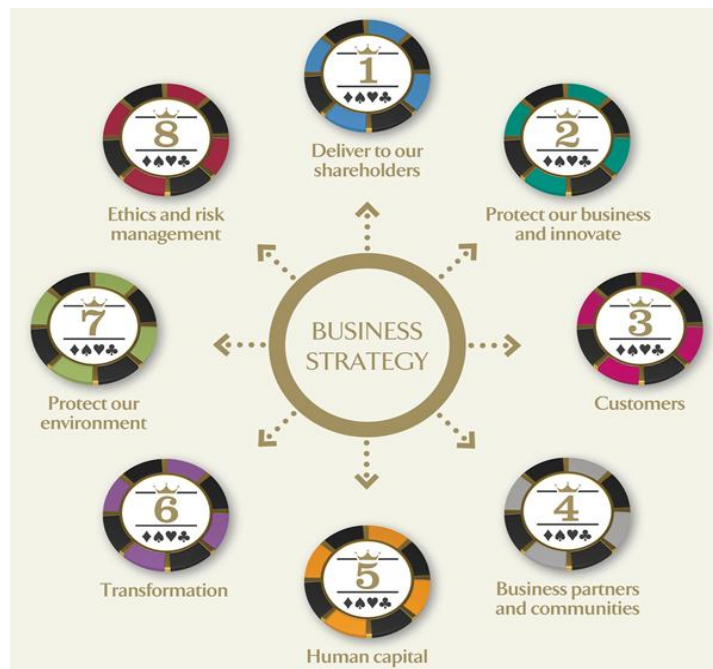 1
Deliver to our
shareholders
2
Protect our business
and innovate
3
Customers
4
Business partners
and communities
5
Human capital
6
Transformation
7
Protect our
environment
8
Ethics and risk
management
BUSINESS
STRATEGY